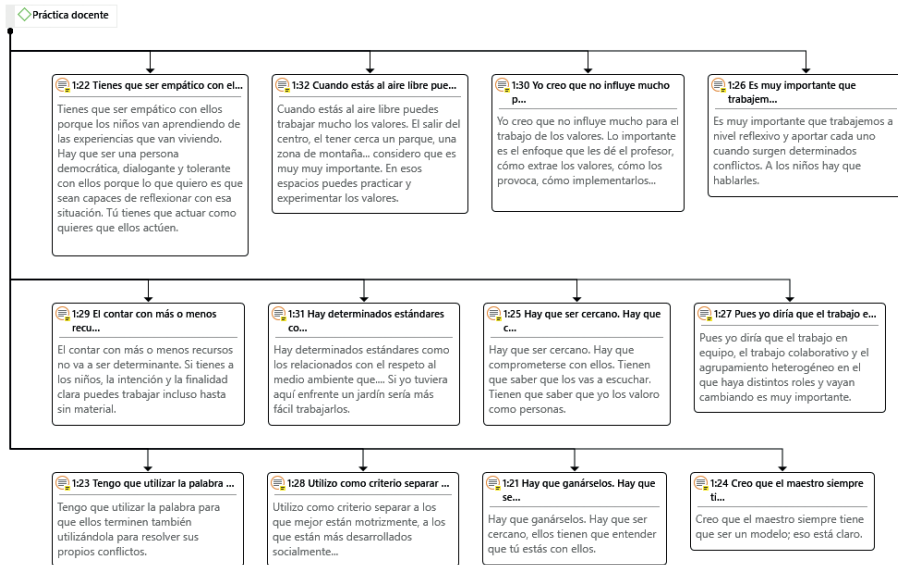 Práctica docente
1:22 Tienes que ser empático con el...
Tienes que ser empático con ellos
porque los niños van aprendiendo de
las experiencias que van viviendo.
Hay que ser una persona
democrática, dialogante y tolerante
con ellos porque lo que quiero es que
sean capaces de reflexionar con esa
situación. Tú tienes que actuar como
quieres que ellos actúen.
1:32 Cuando estás al aire libre pue...
Cuando estás al aire libre puedes
trabajar mucho los valores. El salir del
centro, el tener cerca un parque, una
zona de montaña... considero que es
muy muy importante. En esos
espacios puedes practicar y
experimentar los valores.
1:30 Yo creo que no influye mucho
p...
Yo creo que no influye mucho para el
trabajo de los valores. Lo importante
es el enfoque que les dé el profesor,
cómo extrae los valores, cómo los
provoca, cómo implementarlos...
1:26 Es muy importante que
trabajem...
Es muy importante que trabajemos a
nivel reflexivo y aportar cada uno
cuando surgen determinados
conflictos. A los niños hay que
hablarles.
1:29 El contar con más o menos
recu...
El contar con más o menos recursos
no va a ser determinante. Si tienes a
los niños, la intención y la finalidad
clara puedes trabajar incluso hasta
sin material.
1:31 Hay determinados estándares
co...
Hay determinados estándares como
los relacionados con el respeto al
medio ambiente que.... Si yo tuviera
aquí enfrente un jardín sería más
fácil trabajarlos.
1:25 Hay que ser cercano. Hay que
c...
Hay que ser cercano. Hay que
comprometerse con ellos. Tienen
que saber que los vas a escuchar.
Tienen que saber que yo los valoro
como personas.
1:27 Pues yo diría que el trabajo e...
Pues yo diría que el trabajo en
equipo, el trabajo colaborativo y el
agrupamiento heterogéneo en el
que haya distintos roles y vayan
cambiando es muy importante.
1:23 Tengo que utilizar la palabra ...
Tengo que utilizar la palabra para
que ellos terminen también
utilizándola para resolver sus
propios conflictos.
1:28 Utilizo como criterio separar ...
Utilizo como criterio separar a los
que mejor están motrizmente, a los
que están más desarrollados
socialmente...
1:21 Hay que ganárselos. Hay que
se...
Hay que ganárselos. Hay que ser
cercano, ellos tienen que entender
que tú estás con ellos.
1:24 Creo que el maestro siempre
ti...
Creo que el maestro siempre tiene
que ser un modelo; eso está claro.